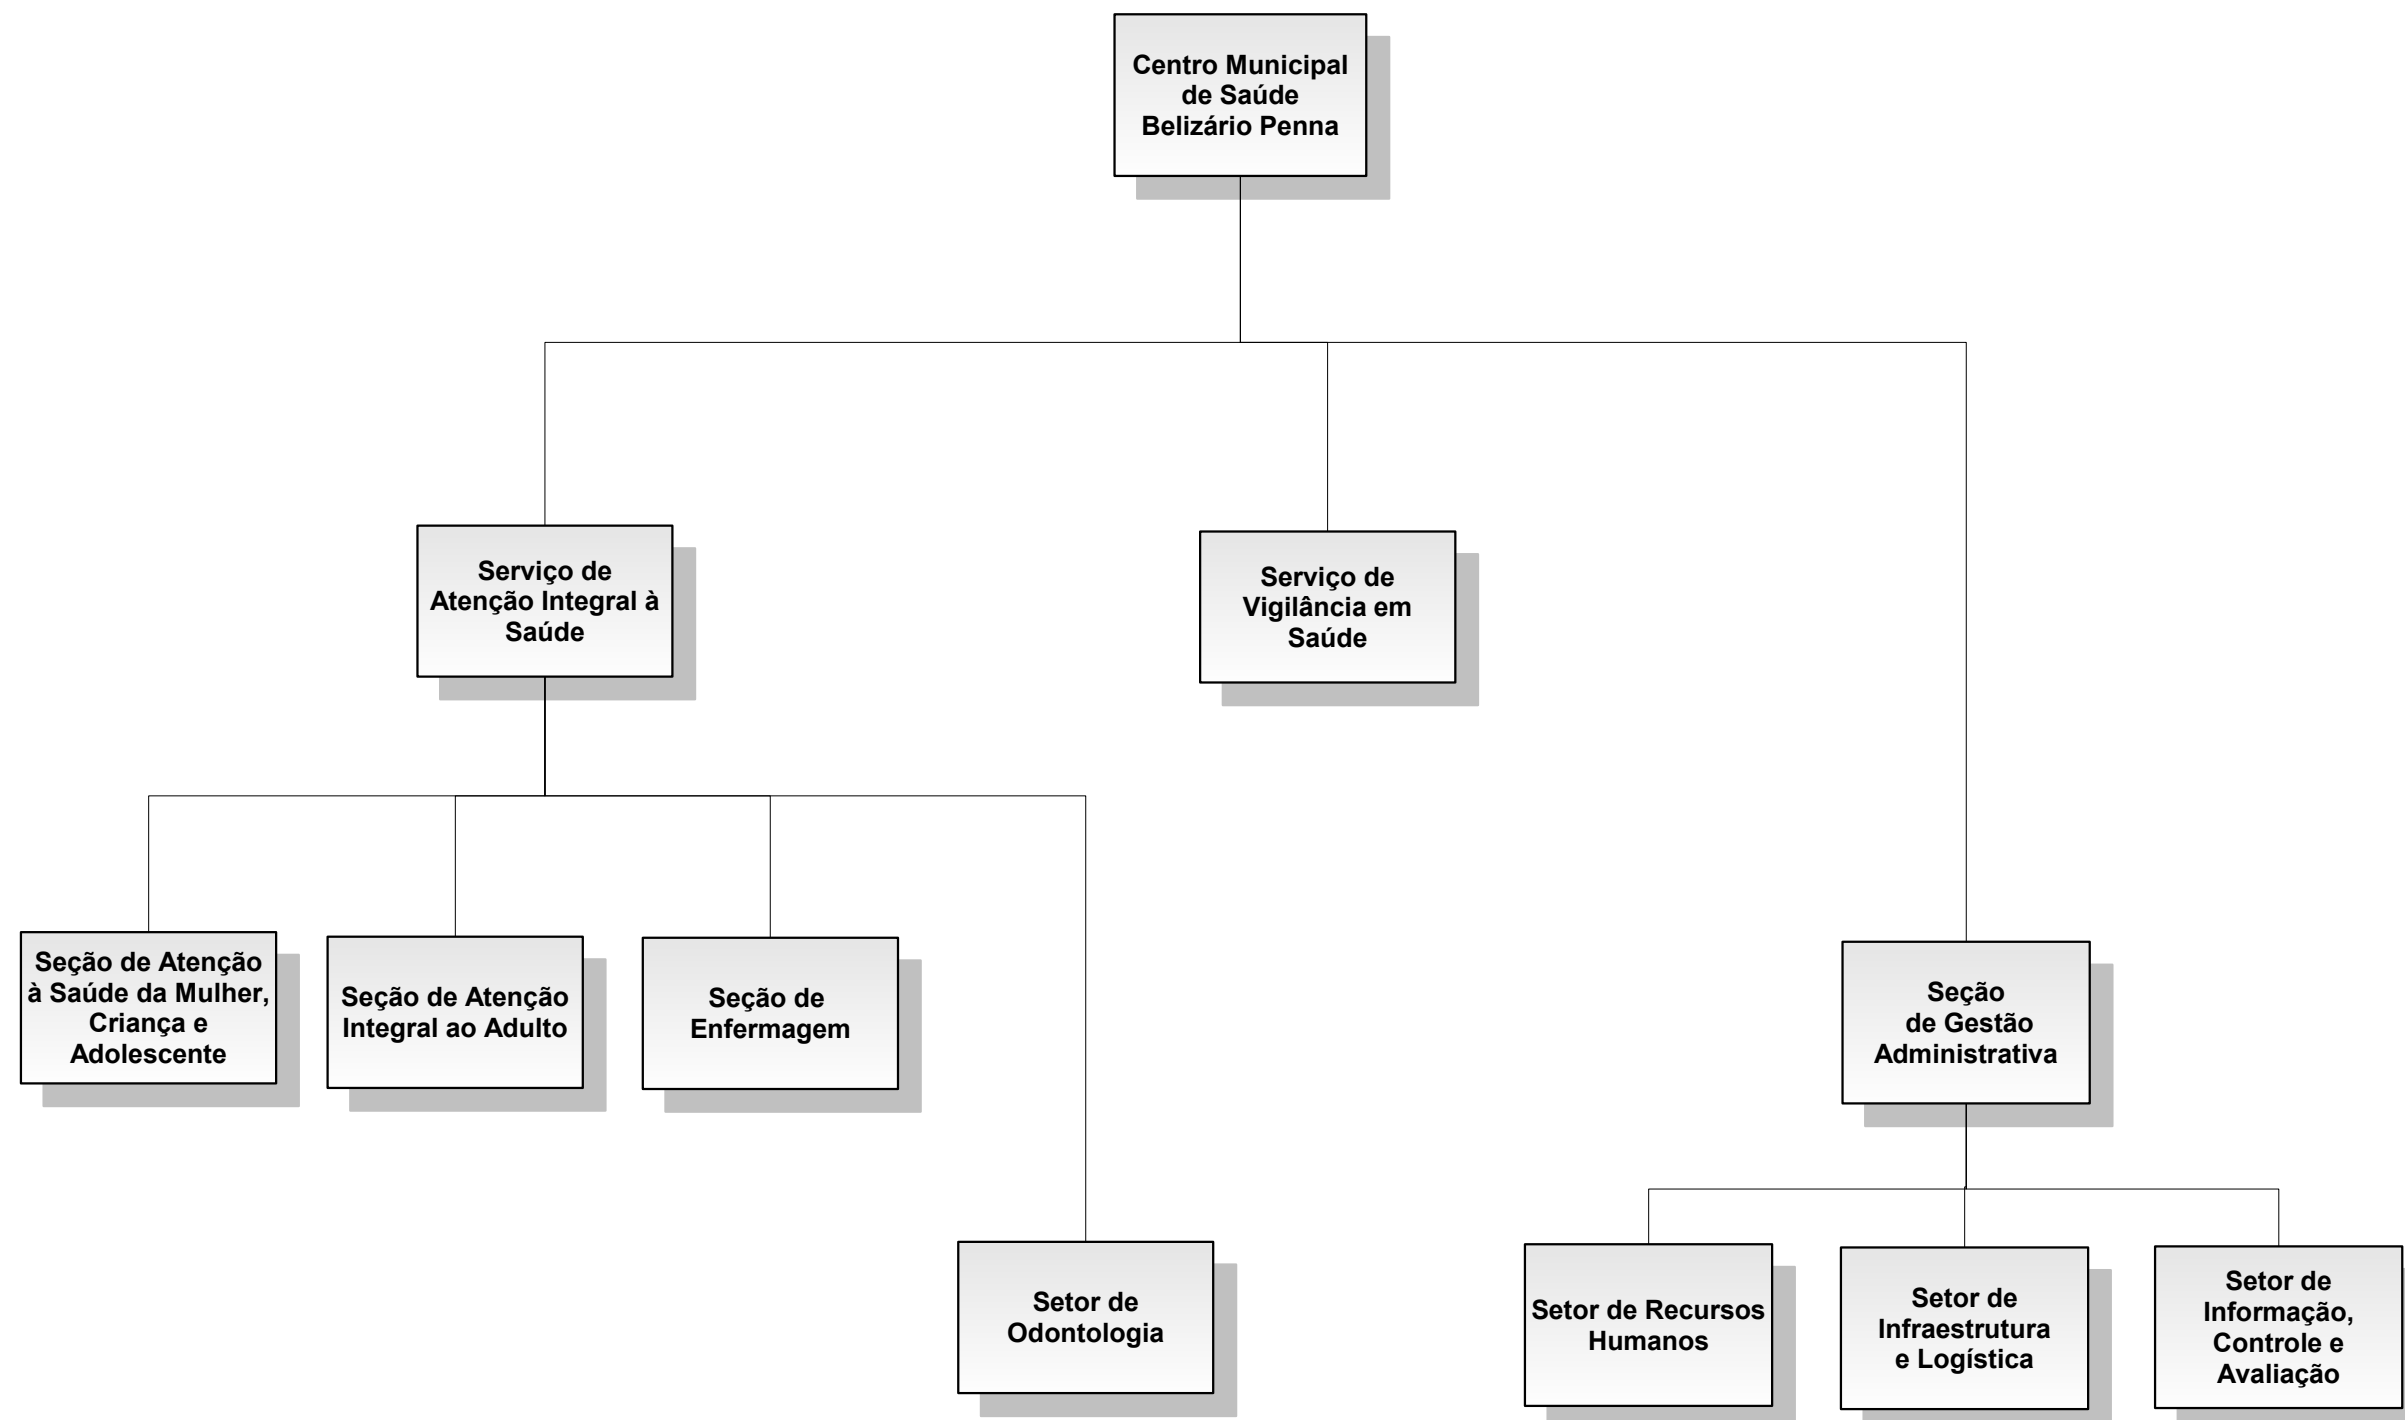 Centro Municipal
de Saúde
Belizário Penna
Serviço de
Atenção Integral à
Saúde
Serviço de
Vigilância em
Saúde
Seção de Atenção
à Saúde da Mulher,
Criança e
Adolescente
Seção de Atenção
Integral ao Adulto
Seção de
Enfermagem
Seção
de Gestão
Administrativa
Setor de
Odontologia
Setor de Recursos
Humanos
Setor de
Infraestrutura
e Logística
Setor de
Informação,
Controle e
Avaliação